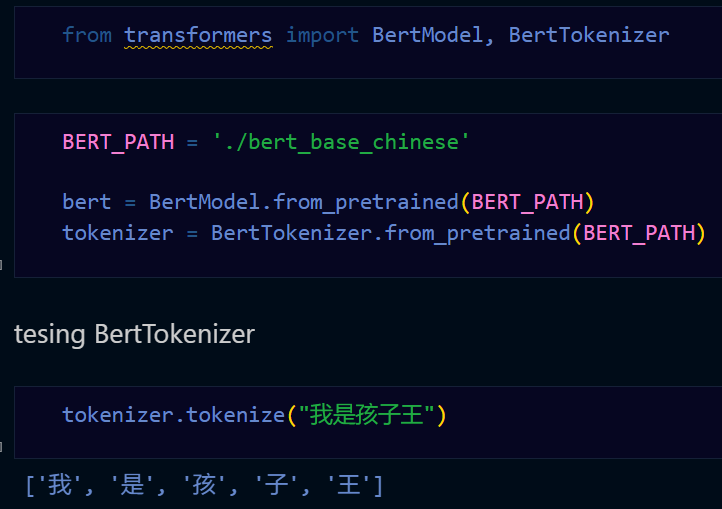 from transformers import BertModel, BertTokenizer
BERT_PATH = './bert_base_chinese'
bert = BertModel.from_pretrained(BERT_PATH)
tokenizer = BertTokenizer.from_pretrained(BERT_PATH)
tesing BertTokenizer
tokenizer.tokenize("我是孩子王")
['我', '是', '孩', '子', '王']